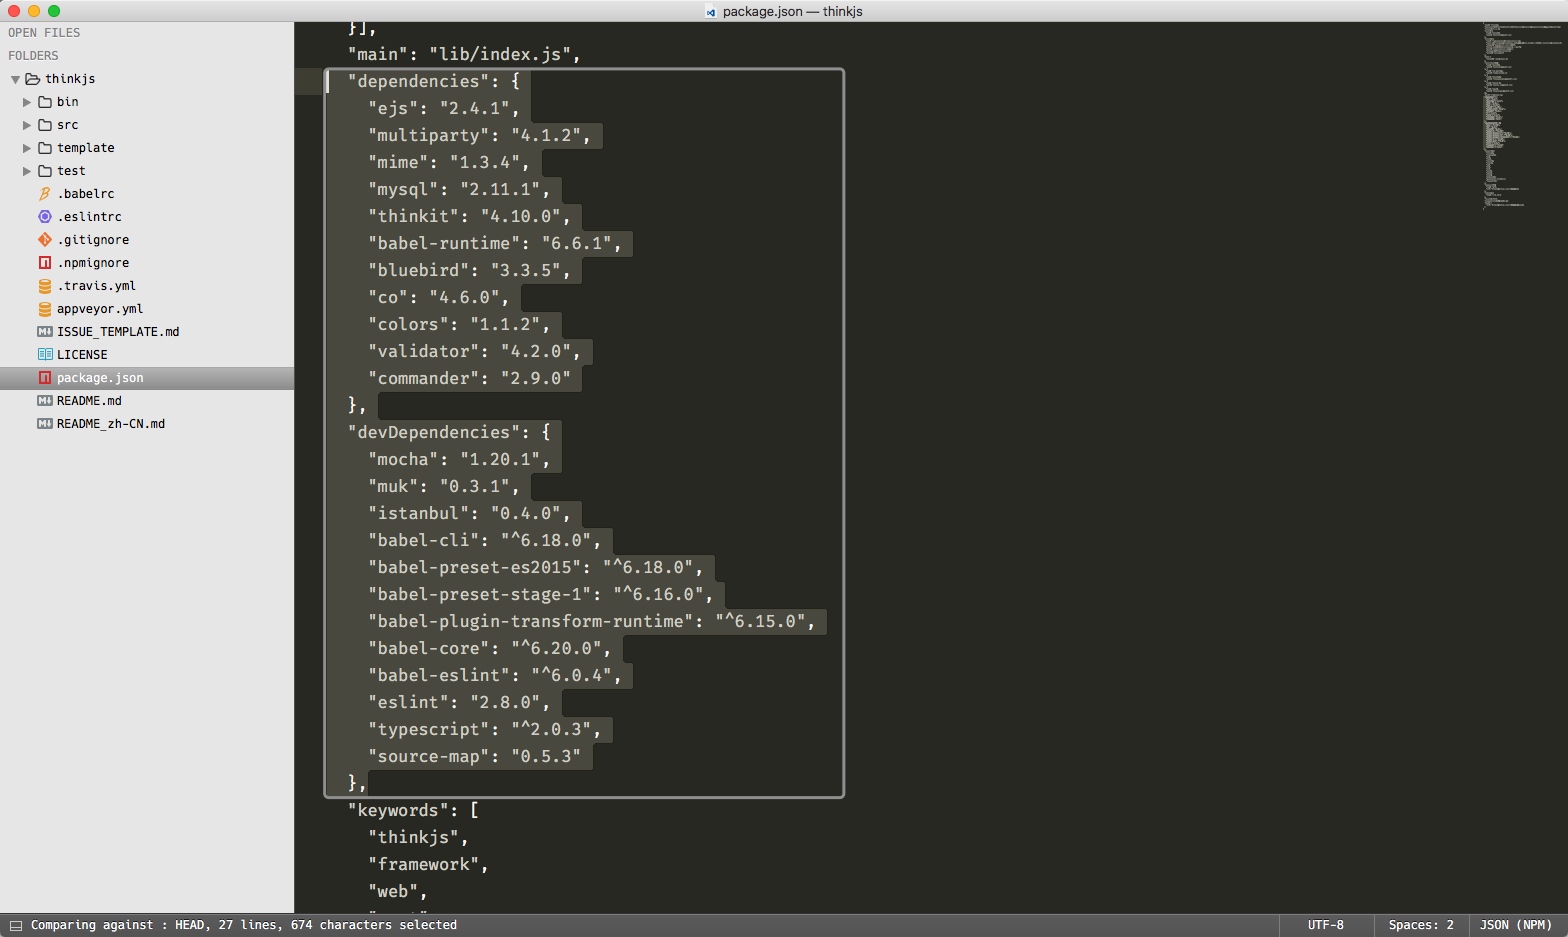 package.json — thinkjs
OPEN FILES
FOLDERS
thinkjs
bin
src
template
test
.babelrc
.eslintrc
.gitignore
.npmignore
.travis.yml
appveyor.yml
ISSUE_TEMPLATE.md
LICENSE
package.json
README.md
README_zh-CN.md
}],
"main": "lib/index.js",
"dependencies": {
"ejs": "2.4.1",
"multiparty": "4.1.2",
"mime": "1.3.4",
"mysql": "2.11.1",
"thinkit": "4.10.0",
"babel-runtime": "6.6.1",
"bluebird": "3.3.5",
"co": "4.6.0",
"colors": "1.1.2",
"validator": "4.2.0",
"commander": "2.9.0"
},
"devDependencies": {
"mocha": "1.20.1",
"muk": "0.3.1",
"istanbul": "0.4.0",
"babel-cli": "^6.18.0",
"babel-preset-es2015": "^6.18.0",
"babel-preset-stage-1": "^6.16.0",
"babel-plugin-transform-runtime": "^6.15.0",
"babel-core": "^6.20.0",
"babel-eslint": "^6.0.4",
"eslint": "2.8.0",
"typescript": "^2.0.3",
"source-map": "0.5.3"
},
"keywords": [
"thinkjs",
"framework",
"web",
Comparing against : HEAD, 27 lines, 674 characters selected
UTF-8
Spaces: 2
JSON (NPM)